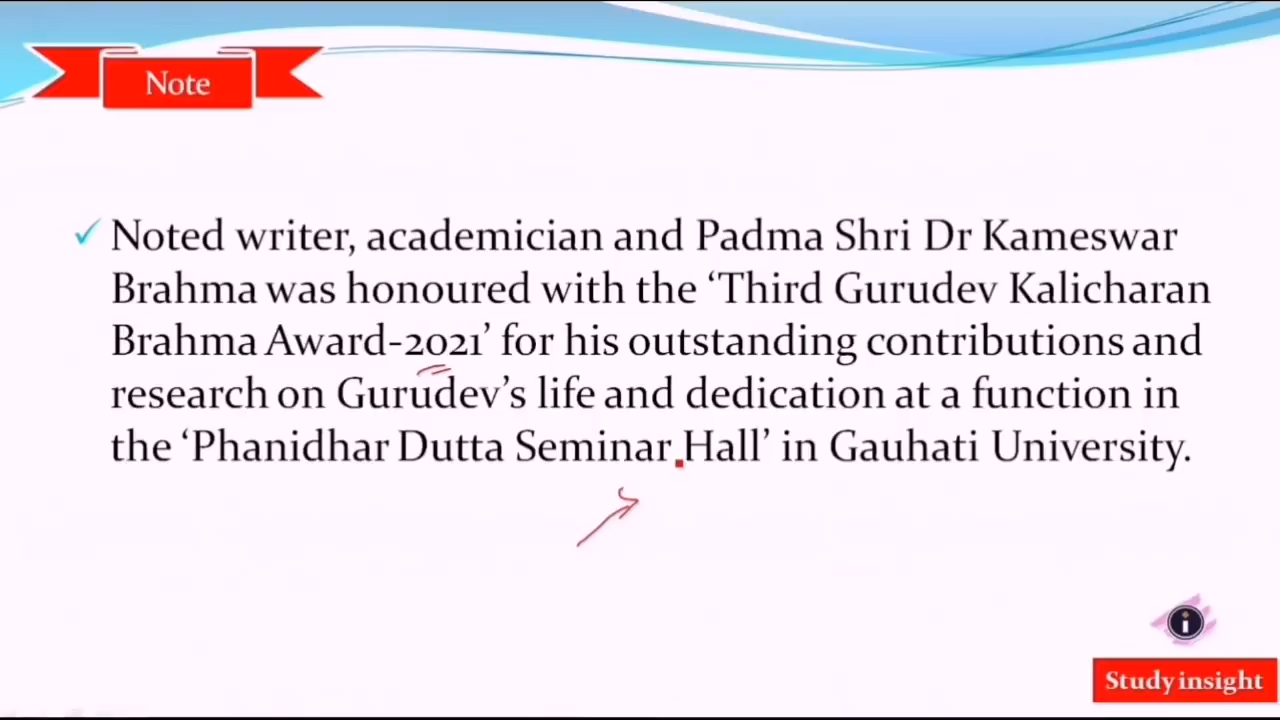 Note
Noted writer, academician and Padma Shri Dr Kameswar
Brahma was honoured with the ‘Third Gurudev Kalicharan
Brahma Award-2021’ for his outstanding contributions and
research on Gurudev’s life and dedication at a function in
the ‘Phanidhar Dutta Seminar Hall’ in Gauhati University.
i
Study insight